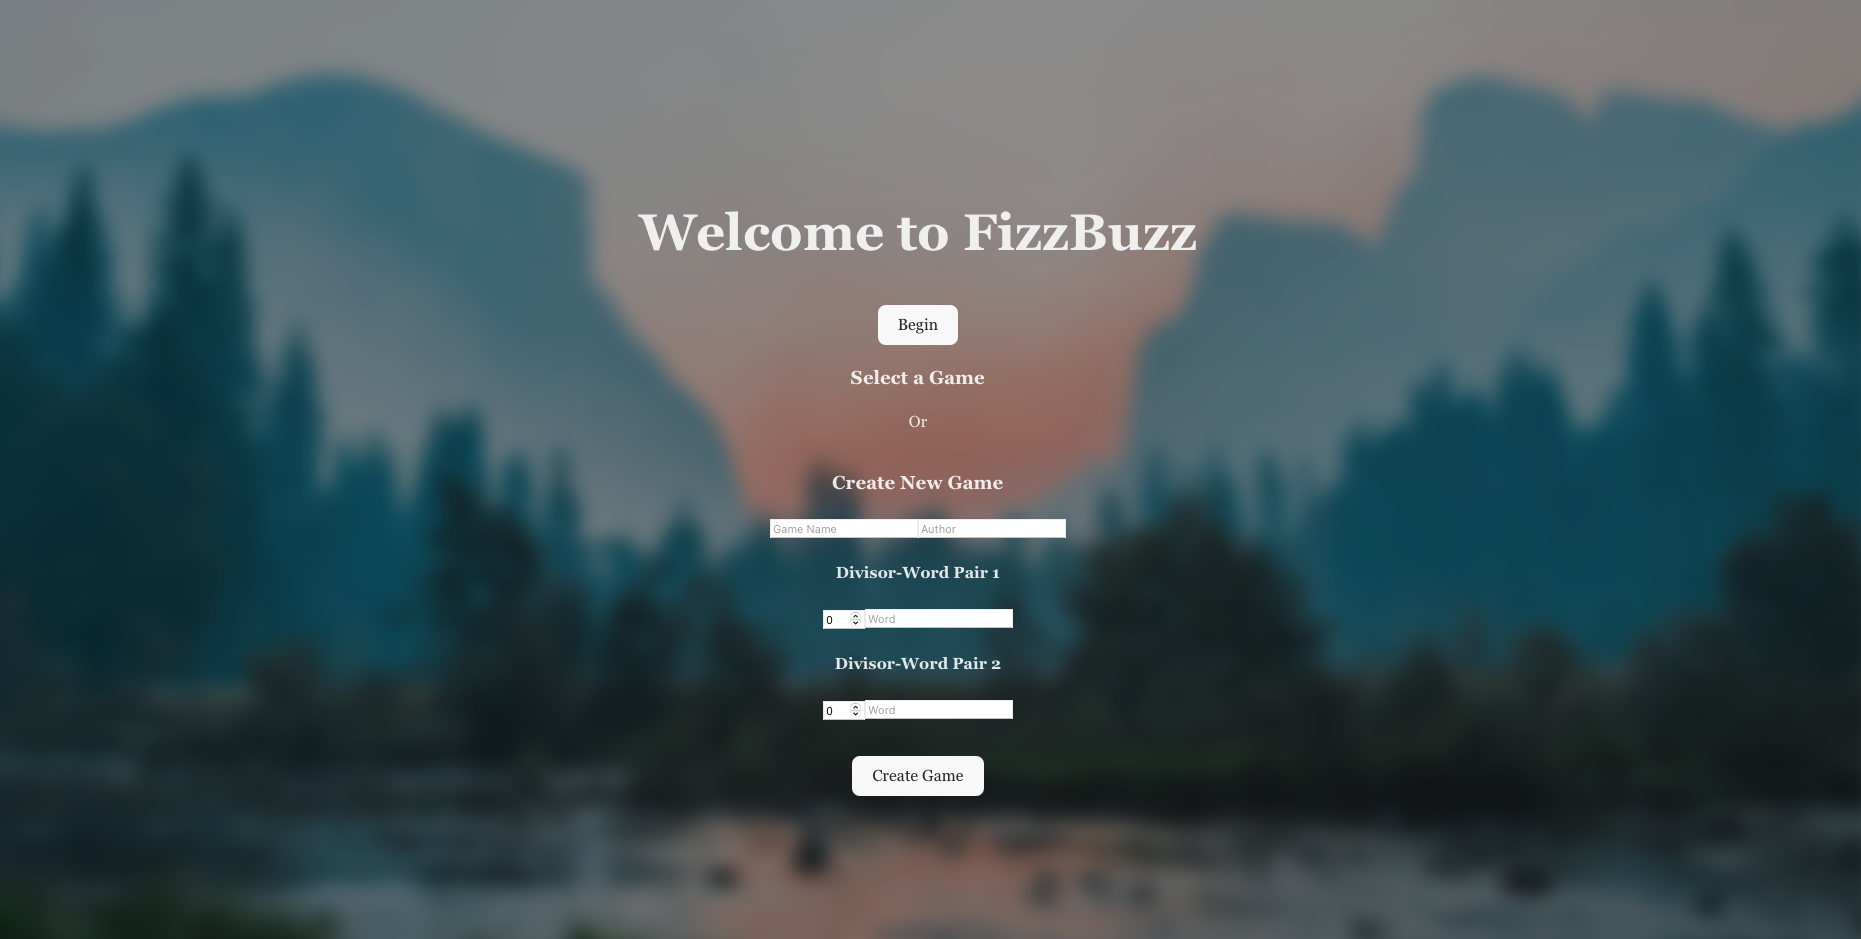 Welcome to FizzBuzz
Begin
Select a Game
Or
Create New Game
Game Name Author
Divisor-Word Pair 1
0 Word
Divisor-Word Pair 2
0 Word
Create Game